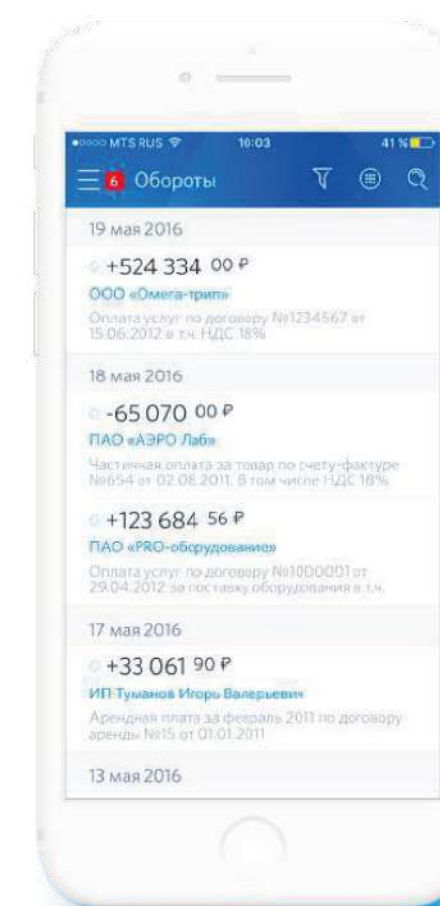 MTS RUS 10:03 41 %
6 Обороты
19 мая 2016
+524 334 00 ₽
ООО «Омега-трип»
Оплата услуг по договору №1234567 от
15.06.2012 в т.ч. НДС 18%
18 мая 2016
-65 070 00 ₽
ПАО «АЭРО Лаб»
Частичная оплата за товар по счету-фактуре
№654 от 02.08.2011. В том числе НДС 18%
+123 684 56 ₽
ПАО «PRO-оборудование»
Оплата услуг по договору №1000001 от
29.04.2012 за поставку оборудования в т.ч.
17 мая 2016
+33 061 90 ₽
ИП Туманов Игорь Валерьевич
Арендная плата за февраль 2011 по договору
аренды №15 от 01.01.2011
13 мая 2016